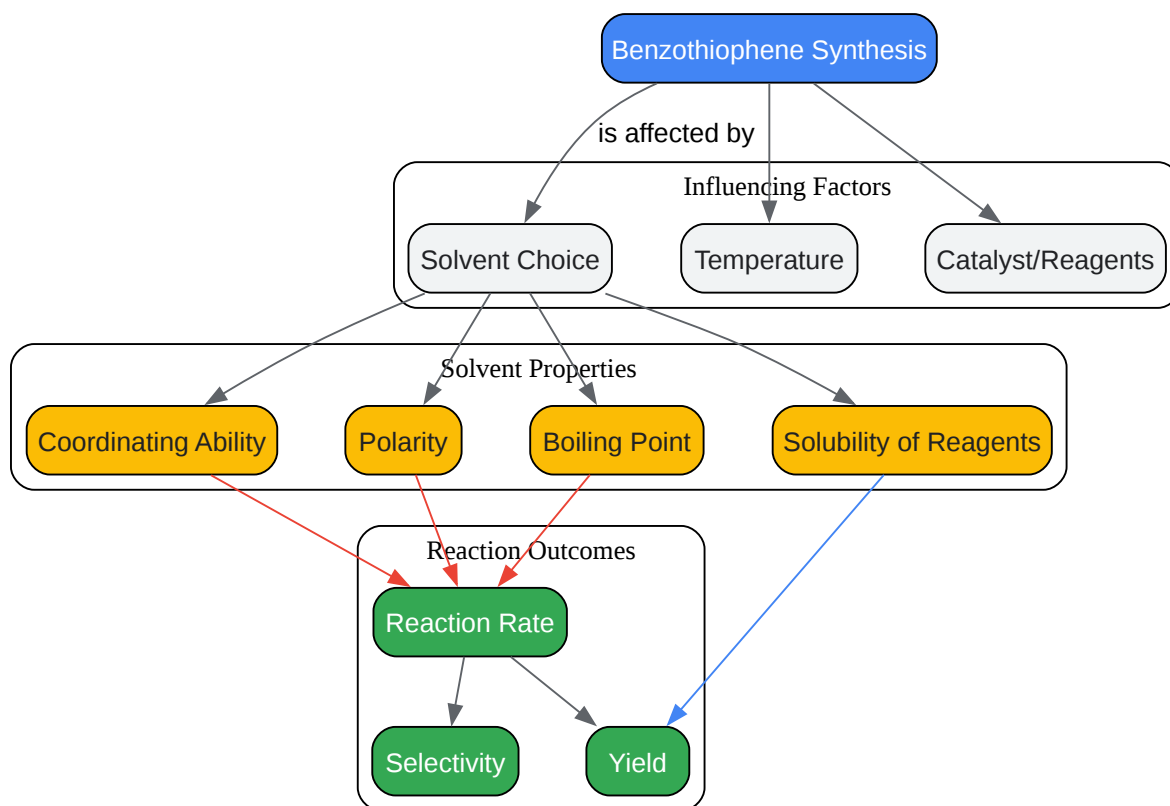 Benzothiophene Synthesis
is affected by
Influencing Factors
Solvent Choice
Temperature
Catalyst/Reagents
Solvent Properties
Coordinating Ability
Polarity
Boiling Point
Solubility of Reagents
Reaction Outcomes
Reaction Rate
Selectivity
Yield